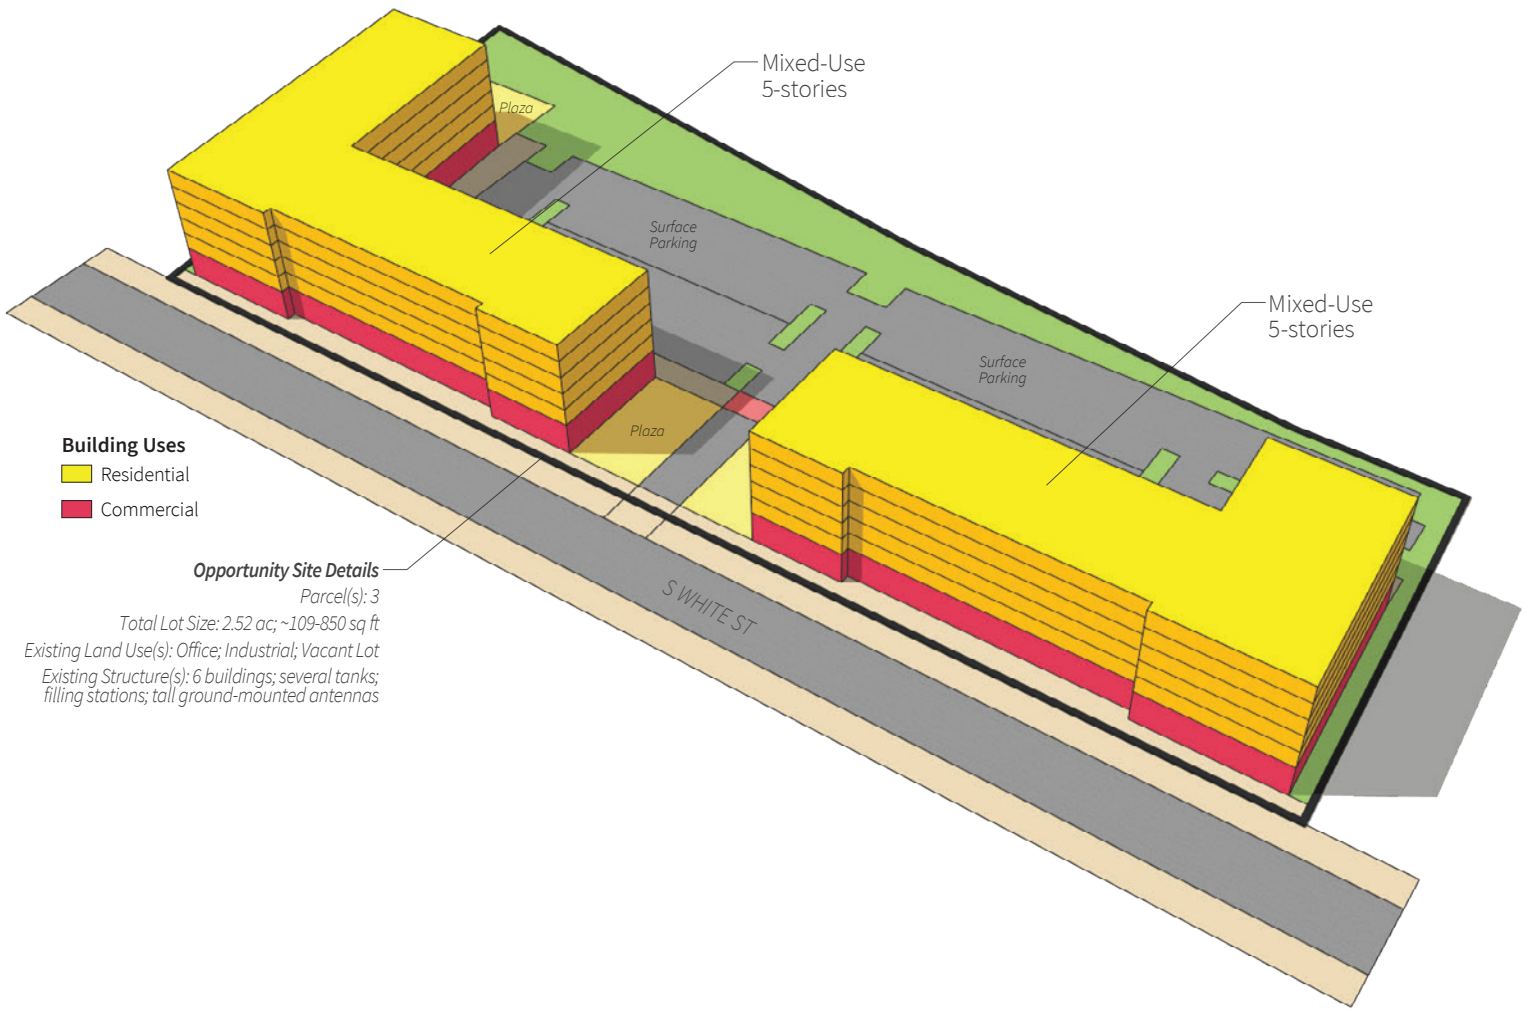 Mixed-Use
5-stories
Plaza
Surface
Parking
Mixed-Use
5-stories
Surface
Parking
Plaza
Building Uses
Residential
Commercial
Opportunity Site Details
Parcel(s): 3
Total Lot Size: 2.52 ac; ~109-850 sq ft
Existing Land Use(s): Office; Industrial; Vacant Lot
Existing Structure(s): 6 buildings; several tanks;
filling stations; tall ground-mounted antennas
S WHITE ST